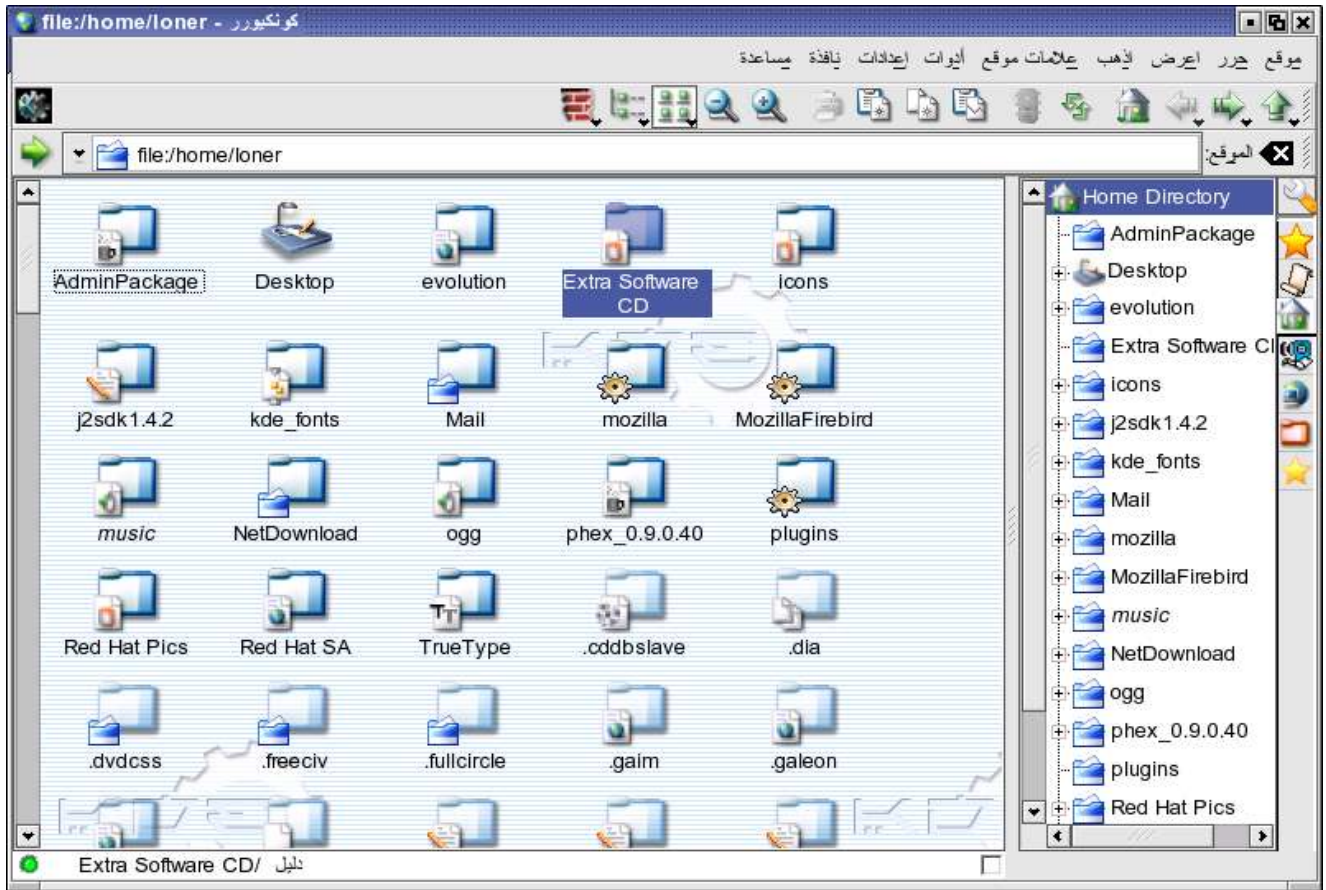 file:/home/loner - كونكيورر
موقع حرر اعرض اذهب علامات موقع أدوات إعدادات نافذة مساعدة
الموقع:
file:/home/loner
AdminPackage
Desktop
evolution
Extra Software
CD
icons
j2sdk1.4.2
kde_fonts
Mail
mozilla
MozillaFirebird
music
NetDownload
ogg
phex_0.9.0.40
plugins
Red Hat Pics
Red Hat SA
TrueType
.cddbslave
.dia
.dvdcss
.freeciv
.fullcircle
.gaim
.galeon
Home Directory
AdminPackage
Desktop
evolution
Extra Software
icons
j2sdk1.4.2
kde_fonts
Mail
mozilla
MozillaFirebird
music
NetDownload
ogg
phex_0.9.0.40
plugins
Red Hat Pics
Extra Software CD/ دليل